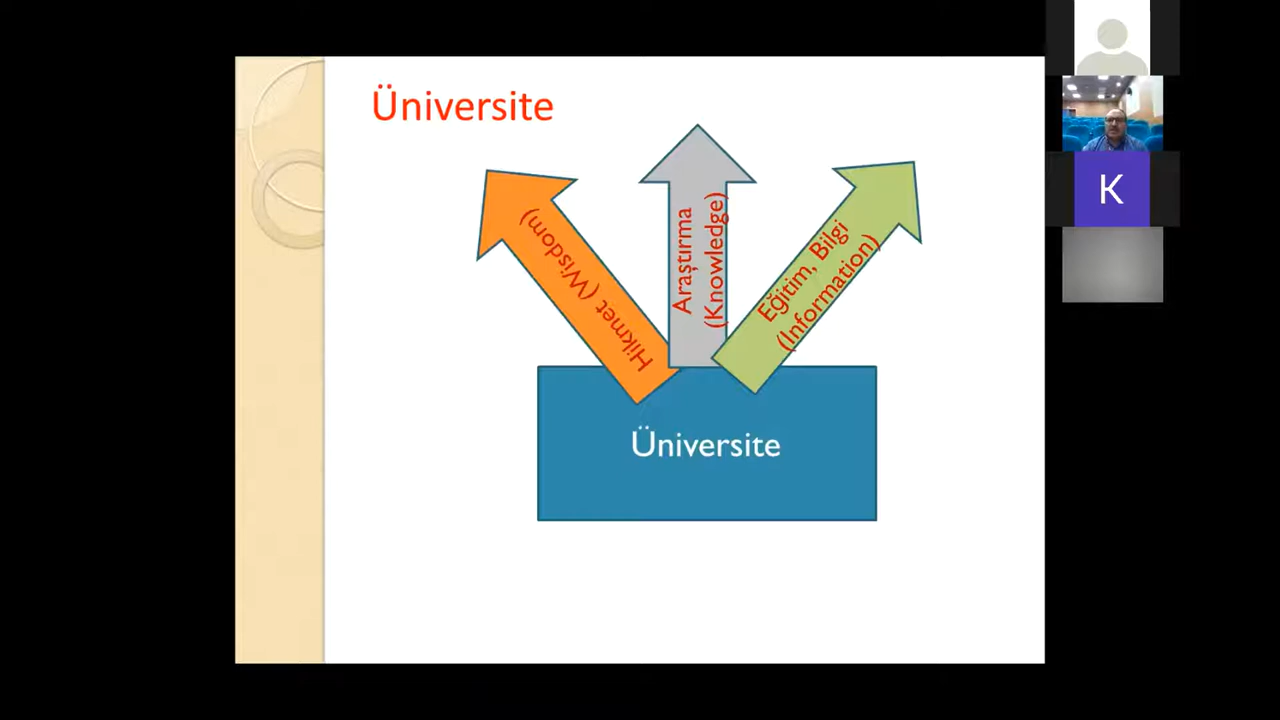 Üniversite
Hikmet (Wisdom)
Araştırma
(Knowledge)
Eğitim, Bilgi
(Information)
Üniversite
K